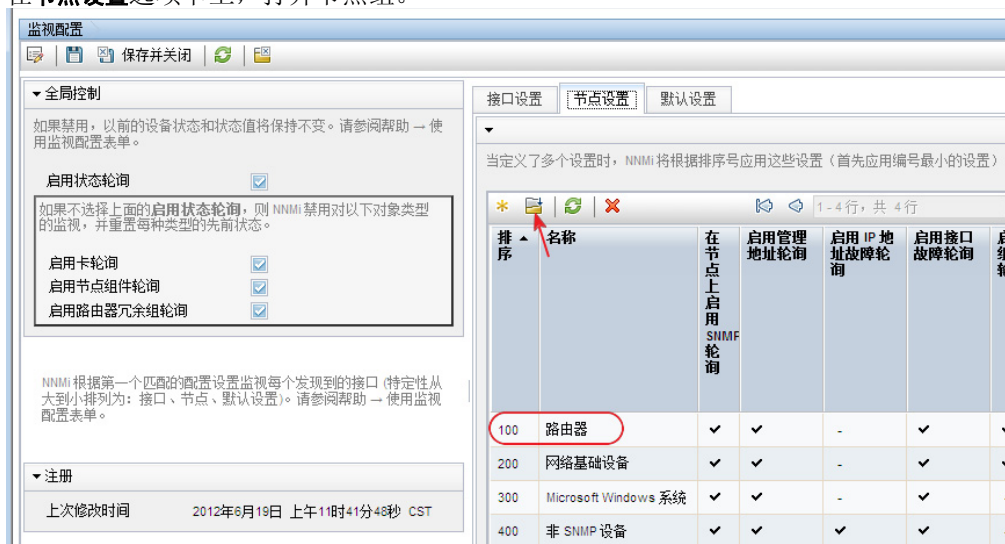 在节点设置选项卡上，打开节点组。
监视配置
保存并关闭
全局控制
如果禁用，以前的设备状态和状态值将保持不变。请参阅帮助 → 使
用监视配置表单。
启用状态轮询
如果不选择上面的启用状态轮询，则 NNMi 禁用对以下对象类型
的监视，并重置每种类型的先前状态。
启用卡轮询
启用节点组件轮询
启用路由器冗余组轮询
NNMi 根据第一个匹配的配置设置监视每个发现到的接口 (特定性从
大到小排列为：接口、节点、默认设置)。请参阅帮助 → 使用监视
配置表单。
注册
上次修改时间 2012年6月19日 上午11时41分48秒 CST
接口设置 节点设置 默认设置
当定义了多个设置时，NNMi 将根据排序号应用这些设置（首先应用编号最小的设置）
1-4行，共 4行
排序 名称 在节点上启用 SNMP 轮询 启用管理地址轮询 启用 IP 地址故障轮询 启用接口故障轮询
100 路由器 ✔ ✔ - ✔
200 网络基础设备 ✔ ✔ - ✔
300 Microsoft Windows 系统 ✔ ✔ - ✔
400 非 SNMP 设备 ✔ ✔ ✔ ✔